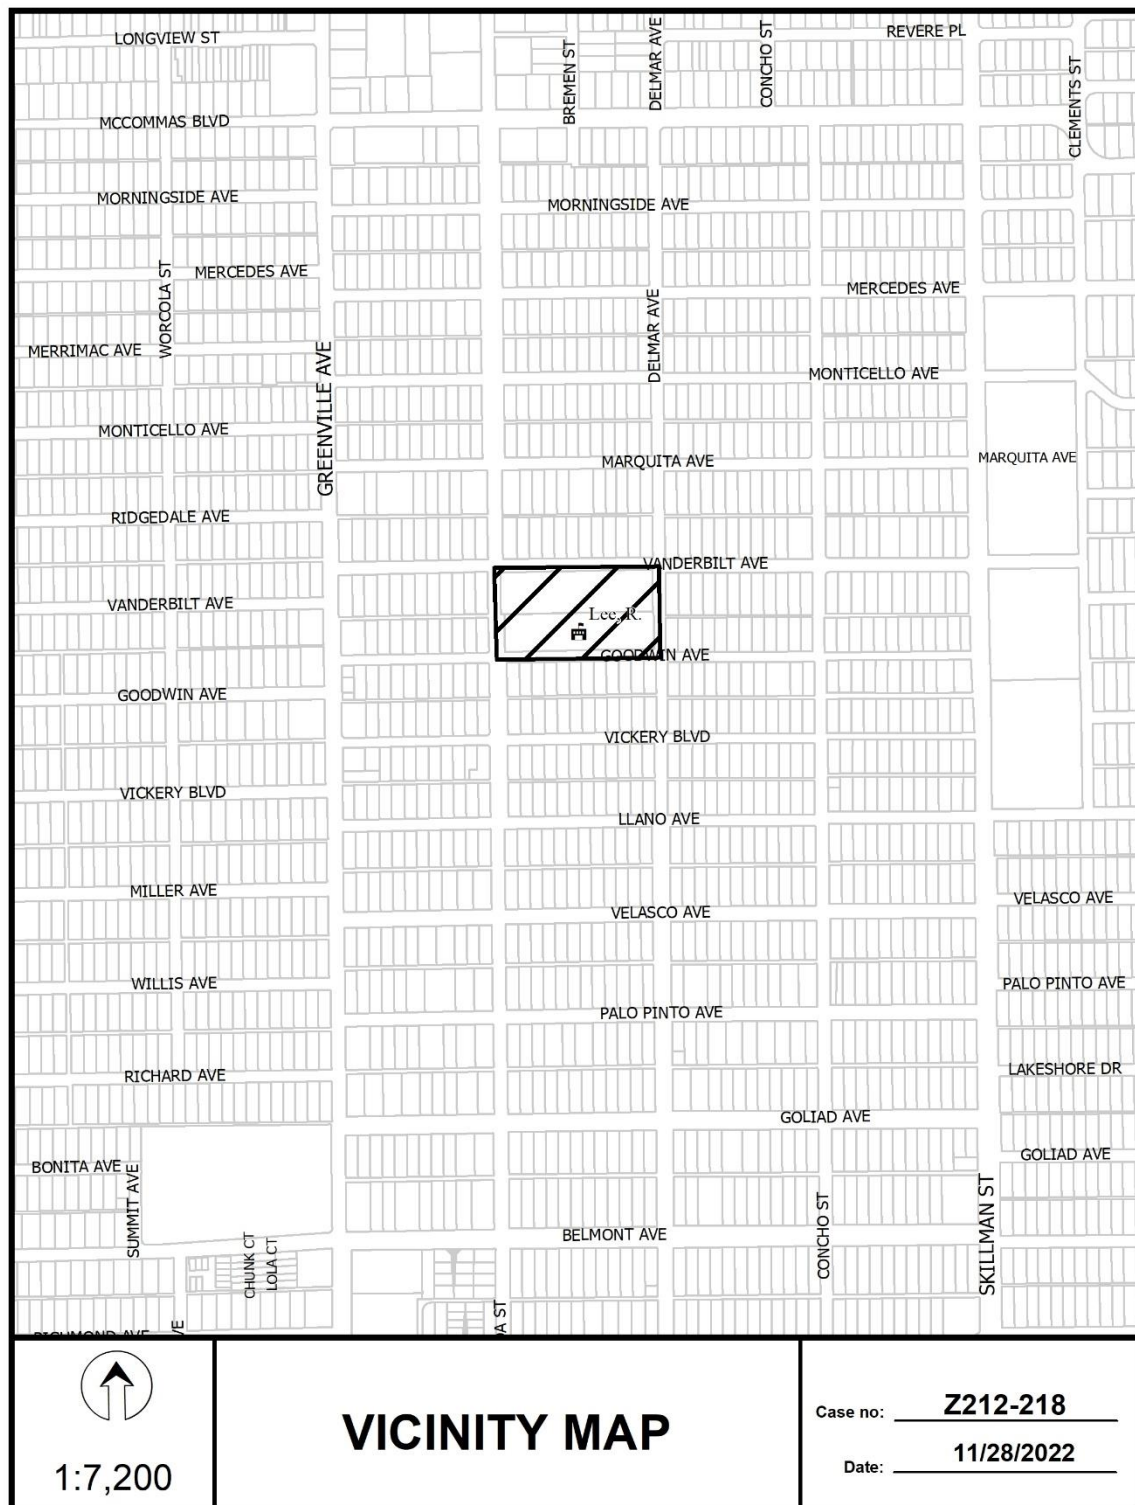 LONGVIEW ST
BREMEN ST
DELMAR AVE
CONCHO ST
REVERE PL
CLEMENTS ST
MCCOMMAS BLVD
MORNINGSIDE AVE
MORNINGSIDE AVE
WORCOLA ST
MERCEDES AVE
DELMAR AVE
MERCEDES AVE
MERRIMAC AVE
GREENVILLE AVE
MONTICELLO AVE
MONTICELLO AVE
MARQUITA AVE
MARQUITA AVE
RIDGEDALE AVE
VANDERBILT AVE
VANDERBILT AVE
Lee, R.
GOODWIN AVE
GOODWIN AVE
VICKERY BLVD
VICKERY BLVD
LLANO AVE
MILLER AVE
VELASCO AVE
VELASCO AVE
WILLIS AVE
PALO PINTO AVE
PALO PINTO AVE
RICHARD AVE
LAKESHORE DR
GOLIAD AVE
BONITA AVE
SUMMIT AVE
GOLIAD AVE
SKILLMAN ST
CHUNK CT
LOLA CT
BELMONT AVE
CONCHO ST
RICHMOND AVE
VE
DA ST
1:7,200
VICINITY MAP
Case no: Z212-218
Date: 11/28/2022